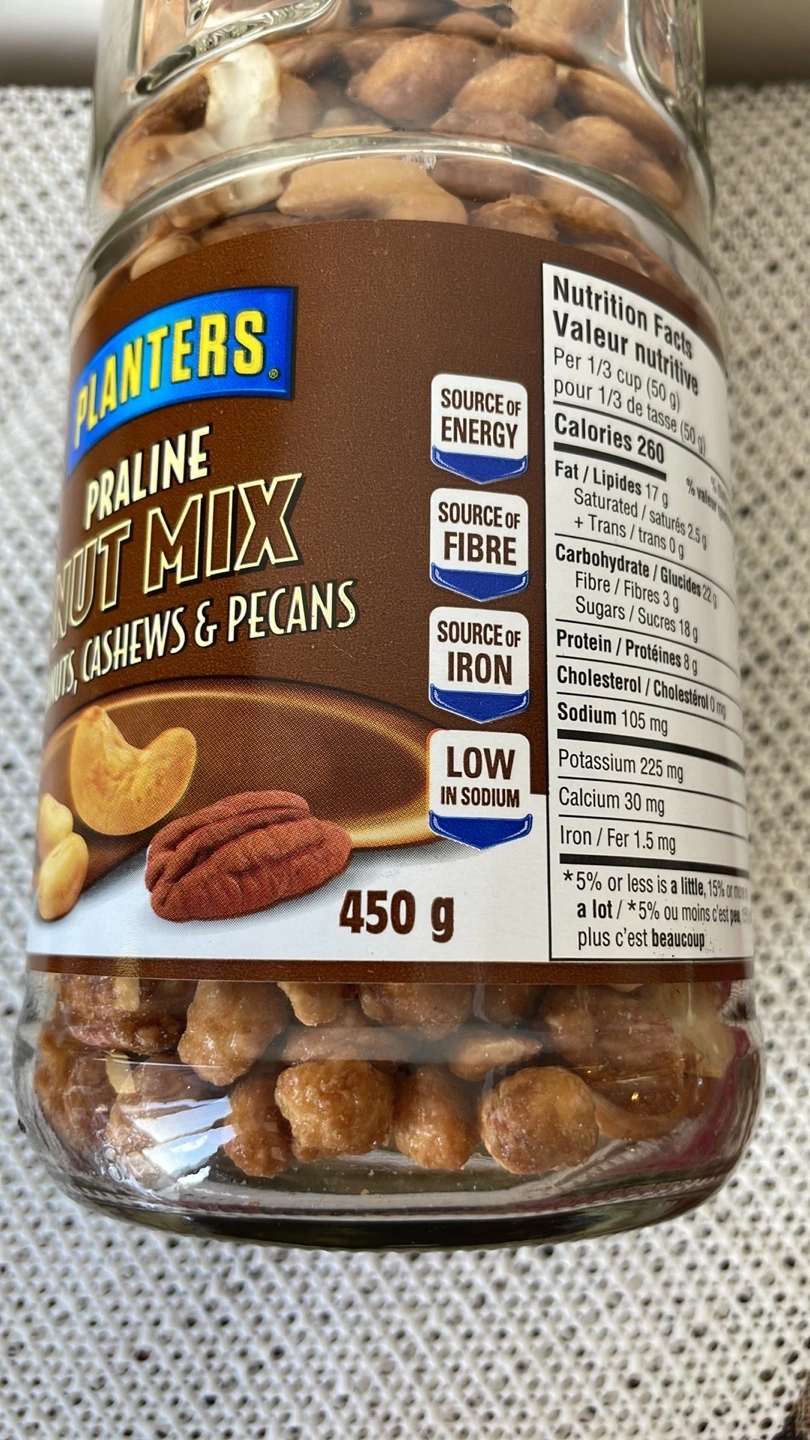 PLANTERS®
PRALINE
NUT MIX
CASHEWS & PECANS
450 g
SOURCE OF
ENERGY
SOURCE OF
FIBRE
SOURCE OF
IRON
LOW
IN SODIUM
Nutrition Facts
Valeur nutritive
Per 1/3 cup (50 g)
pour 1/3 de tasse (50 g)
Calories 260
% valeur
Fat / Lipides 17 g
Saturated / saturés 2.5 g
+ Trans / trans 0 g
Carbohydrate / Glucides 22 g
Fibre / Fibres 3 g
Sugars / Sucres 18 g
Protein / Protéines 8 g
Cholesterol / Cholestérol 0 mg
Sodium 105 mg
Potassium 225 mg
Calcium 30 mg
Iron / Fer 1.5 mg
*5% or less is a little, 15% or
a lot / *5% ou moins c'est peu,
plus c'est beaucoup